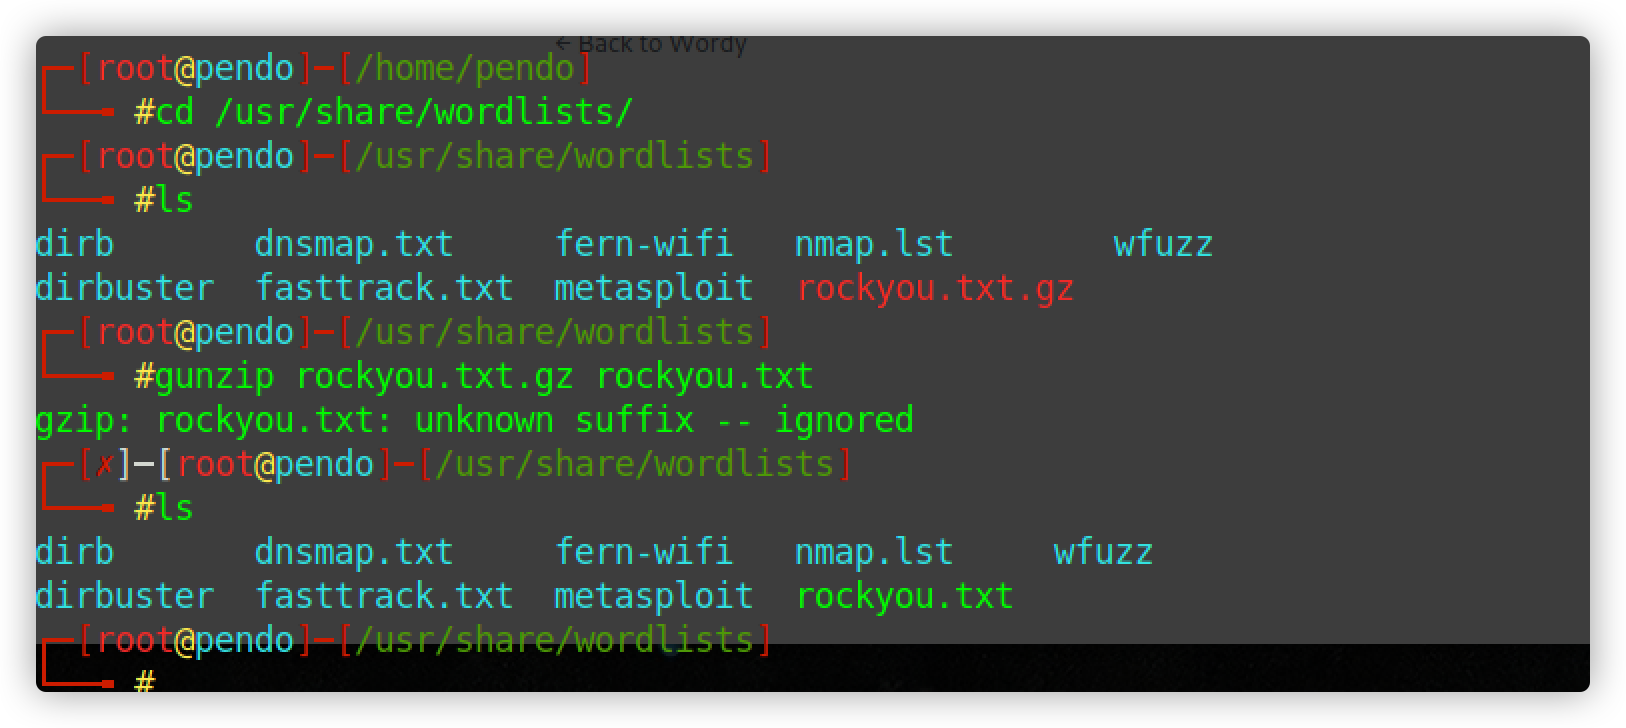 ← Back to Wordy
┌─[root@pendo]─[/home/pendo]
└──╼ #cd /usr/share/wordlists/
┌─[root@pendo]─[/usr/share/wordlists]
└──╼ #ls
dirb       dnsmap.txt     fern-wifi   nmap.lst        wfuzz
dirbuster  fasttrack.txt  metasploit  rockyou.txt.gz
┌─[root@pendo]─[/usr/share/wordlists]
└──╼ #gunzip rockyou.txt.gz rockyou.txt
gzip: rockyou.txt: unknown suffix -- ignored
┌─[✗]─[root@pendo]─[/usr/share/wordlists]
└──╼ #ls
dirb       dnsmap.txt     fern-wifi   nmap.lst     wfuzz
dirbuster  fasttrack.txt  metasploit  rockyou.txt
┌─[root@pendo]─[/usr/share/wordlists]
└──╼ #